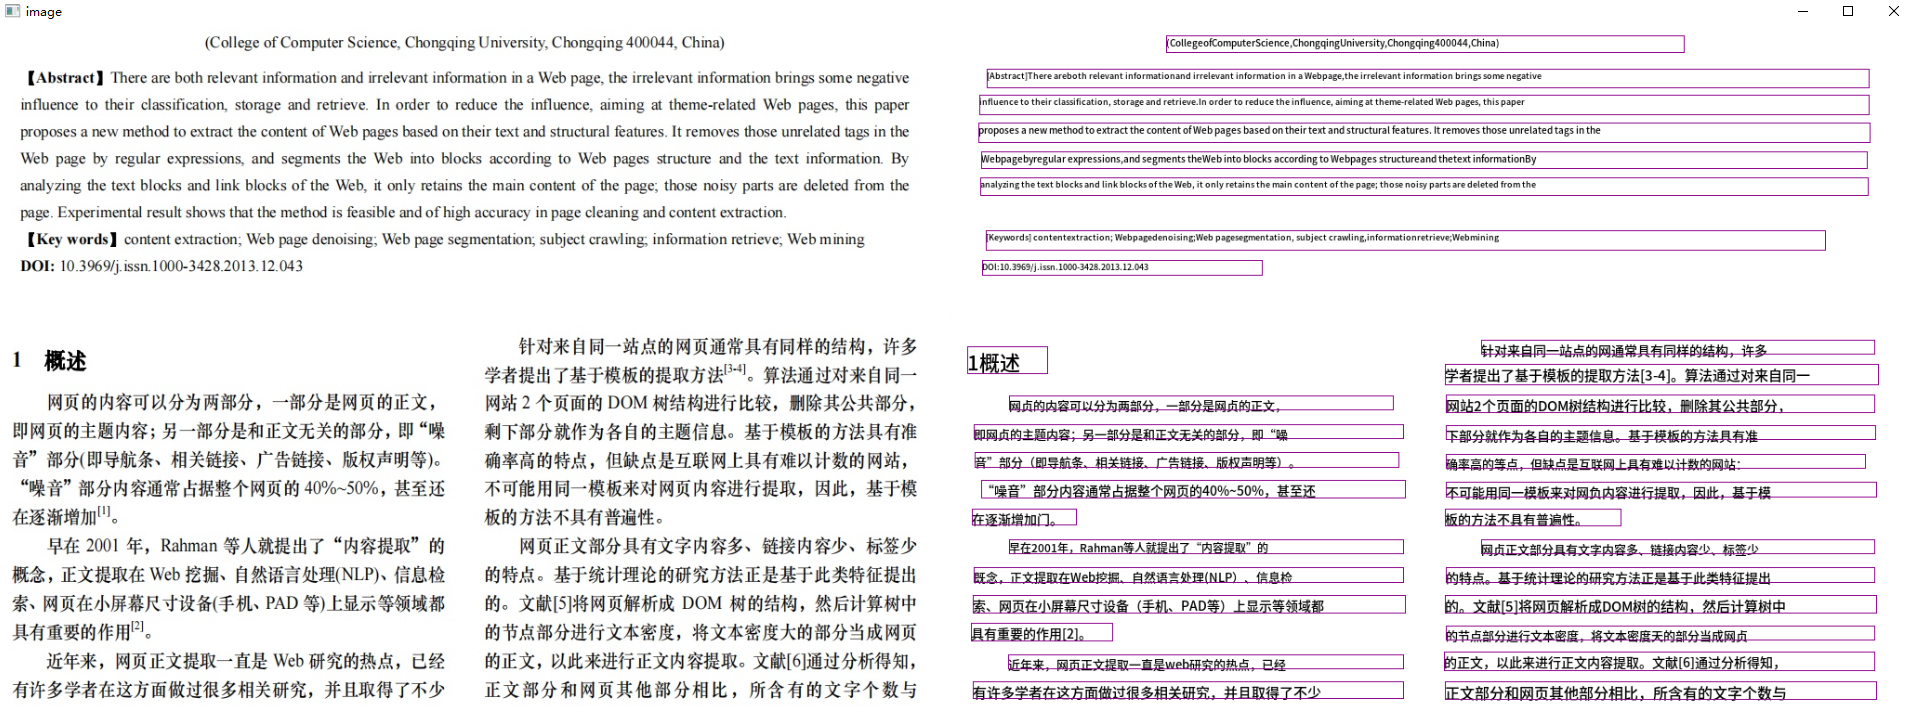 image
(College of Computer Science, Chongqing University, Chongqing 400044, China)
【Abstract】There are both relevant information and irrelevant information in a Web page, the irrelevant information brings some negative
influence to their classification, storage and retrieve. In order to reduce the influence, aiming at theme-related Web pages, this paper
proposes a new method to extract the content of Web pages based on their text and structural features. It removes those unrelated tags in the
Web page by regular expressions, and segments the Web into blocks according to Web pages structure and the text information. By
analyzing the text blocks and link blocks of the Web, it only retains the main content of the page; those noisy parts are deleted from the
page. Experimental result shows that the method is feasible and of high accuracy in page cleaning and content extraction.
【Key words】content extraction; Web page denoising; Web page segmentation; subject crawling; information retrieve; Web mining
DOI: 10.3969/j.issn.1000-3428.2013.12.043
1 概述
网页的内容可以分为两部分，一部分是网页的正文，
即网页的主题内容；另一部分是和正文无关的部分，即“噪
音”部分(即导航条、相关链接、广告链接、版权声明等)。
“噪音”部分内容通常占据整个网页的 40%~50%，甚至还
在逐渐增加[1]。
早在 2001 年，Rahman 等人就提出了“内容提取”的
概念，正文提取在 Web 挖掘、自然语言处理(NLP)、信息检
索、网页在小屏幕尺寸设备(手机、PAD 等)上显示等领域都
具有重要的作用[2]。
近年来，网页正文提取一直是 Web 研究的热点，已经
有许多学者在这方面做过很多相关研究，并且取得了不少
针对来自同一站点的网页通常具有同样的结构，许多
学者提出了基于模板的提取方法[3-4]。算法通过对来自同一
网站 2 个页面的 DOM 树结构进行比较，删除其公共部分，
剩下部分就作为各自的主题信息。基于模板的方法具有准
确率高的特点，但缺点是互联网上具有难以计数的网站，
不可能用同一模板来对网页内容进行提取，因此，基于模
板的方法不具有普遍性。
网页正文部分具有文字内容多、链接内容少、标签少
的特点。基于统计理论的研究方法正是基于此类特征提出
的。文献[5]将网页解析成 DOM 树的结构，然后计算树中
的节点部分进行文本密度，将文本密度大的部分当成网页
的正文，以此来进行正文内容提取。文献[6]通过分析得知，
正文部分和网页其他部分相比，所含有的文字个数与
(CollegeofComputerScience,ChongqingUniversity,Chongqing400044,China)
[Abstract]There areboth relevant informationand irrelevant information in a Webpage,the irrelevant information brings some negative
influence to their classification, storage and retrieve.In order to reduce the influence, aiming at theme-related Web pages, this paper
proposes a new method to extract the content of Web pages based on their text and structural features. It removes those unrelated tags in the
Webpagebyregular expressions,and segments theWeb into blocks according to Webpages structureand thetext informationBy
analyzing the text blocks and link blocks of the Web, it only retains the main content of the page; those noisy parts are deleted from the
[Keywords] contentextraction; Webpagedenoising;Web pagesegmentation, subject crawling,informationretrieve;Webmining
DOI:10.3969/j.issn.1000-3428.2013.12.043
1概述
网贞的内容可以分为两部分，一部分是网贞的正文，
即网贞的主题内容；另一部分是和正文无关的部分，即“噪
音”部分（即导航条、相关链接、广告链接、版权声明等）。
“噪音”部分内容通常占据整个网页的40%~50%，甚至还
在逐渐增加门。
早在2001年，Rahman等人就提出了“内容提取”的
既念，正文提取在Web挖掘、自然语言处理(NLP）、信息检
索、网页在小屏幕尺寸设备（手机、PAD等）上显示等领域都
具有重要的作用[2]。
近年来，网页正文提取一直是web研究的热点，已经
有许多学者在这方面做过很多相关研究，并且取得了不少
针对来自同一站点的网通常具有同样的结构，许多
学者提出了基于模板的提取方法[3-4]。算法通过对来自同一
网站2个页面的DOM树结构进行比较，删除其公共部分，
下部分就作为各自的主题信息。基于模板的方法具有准
确率高的等点，但缺点是互联网上具有难以计数的网站：
不可能用同一模板来对网负内容进行提取，因此，基于模
板的方法不具有普遍性。
网贞正文部分具有文字内容多、链接内容少、标签少
的特点。基于统计理论的研究方法正是基于此类特征提出
的。文献[5]将网页解析成DOM树的结构，然后计算树中
的节点部分进行文本密度，将文本密度天的部分当成网贞
的正文，以此来进行正文内容提取。文献[6]通过分析得知，
正文部分和网页其他部分相比，所含有的文字个数与